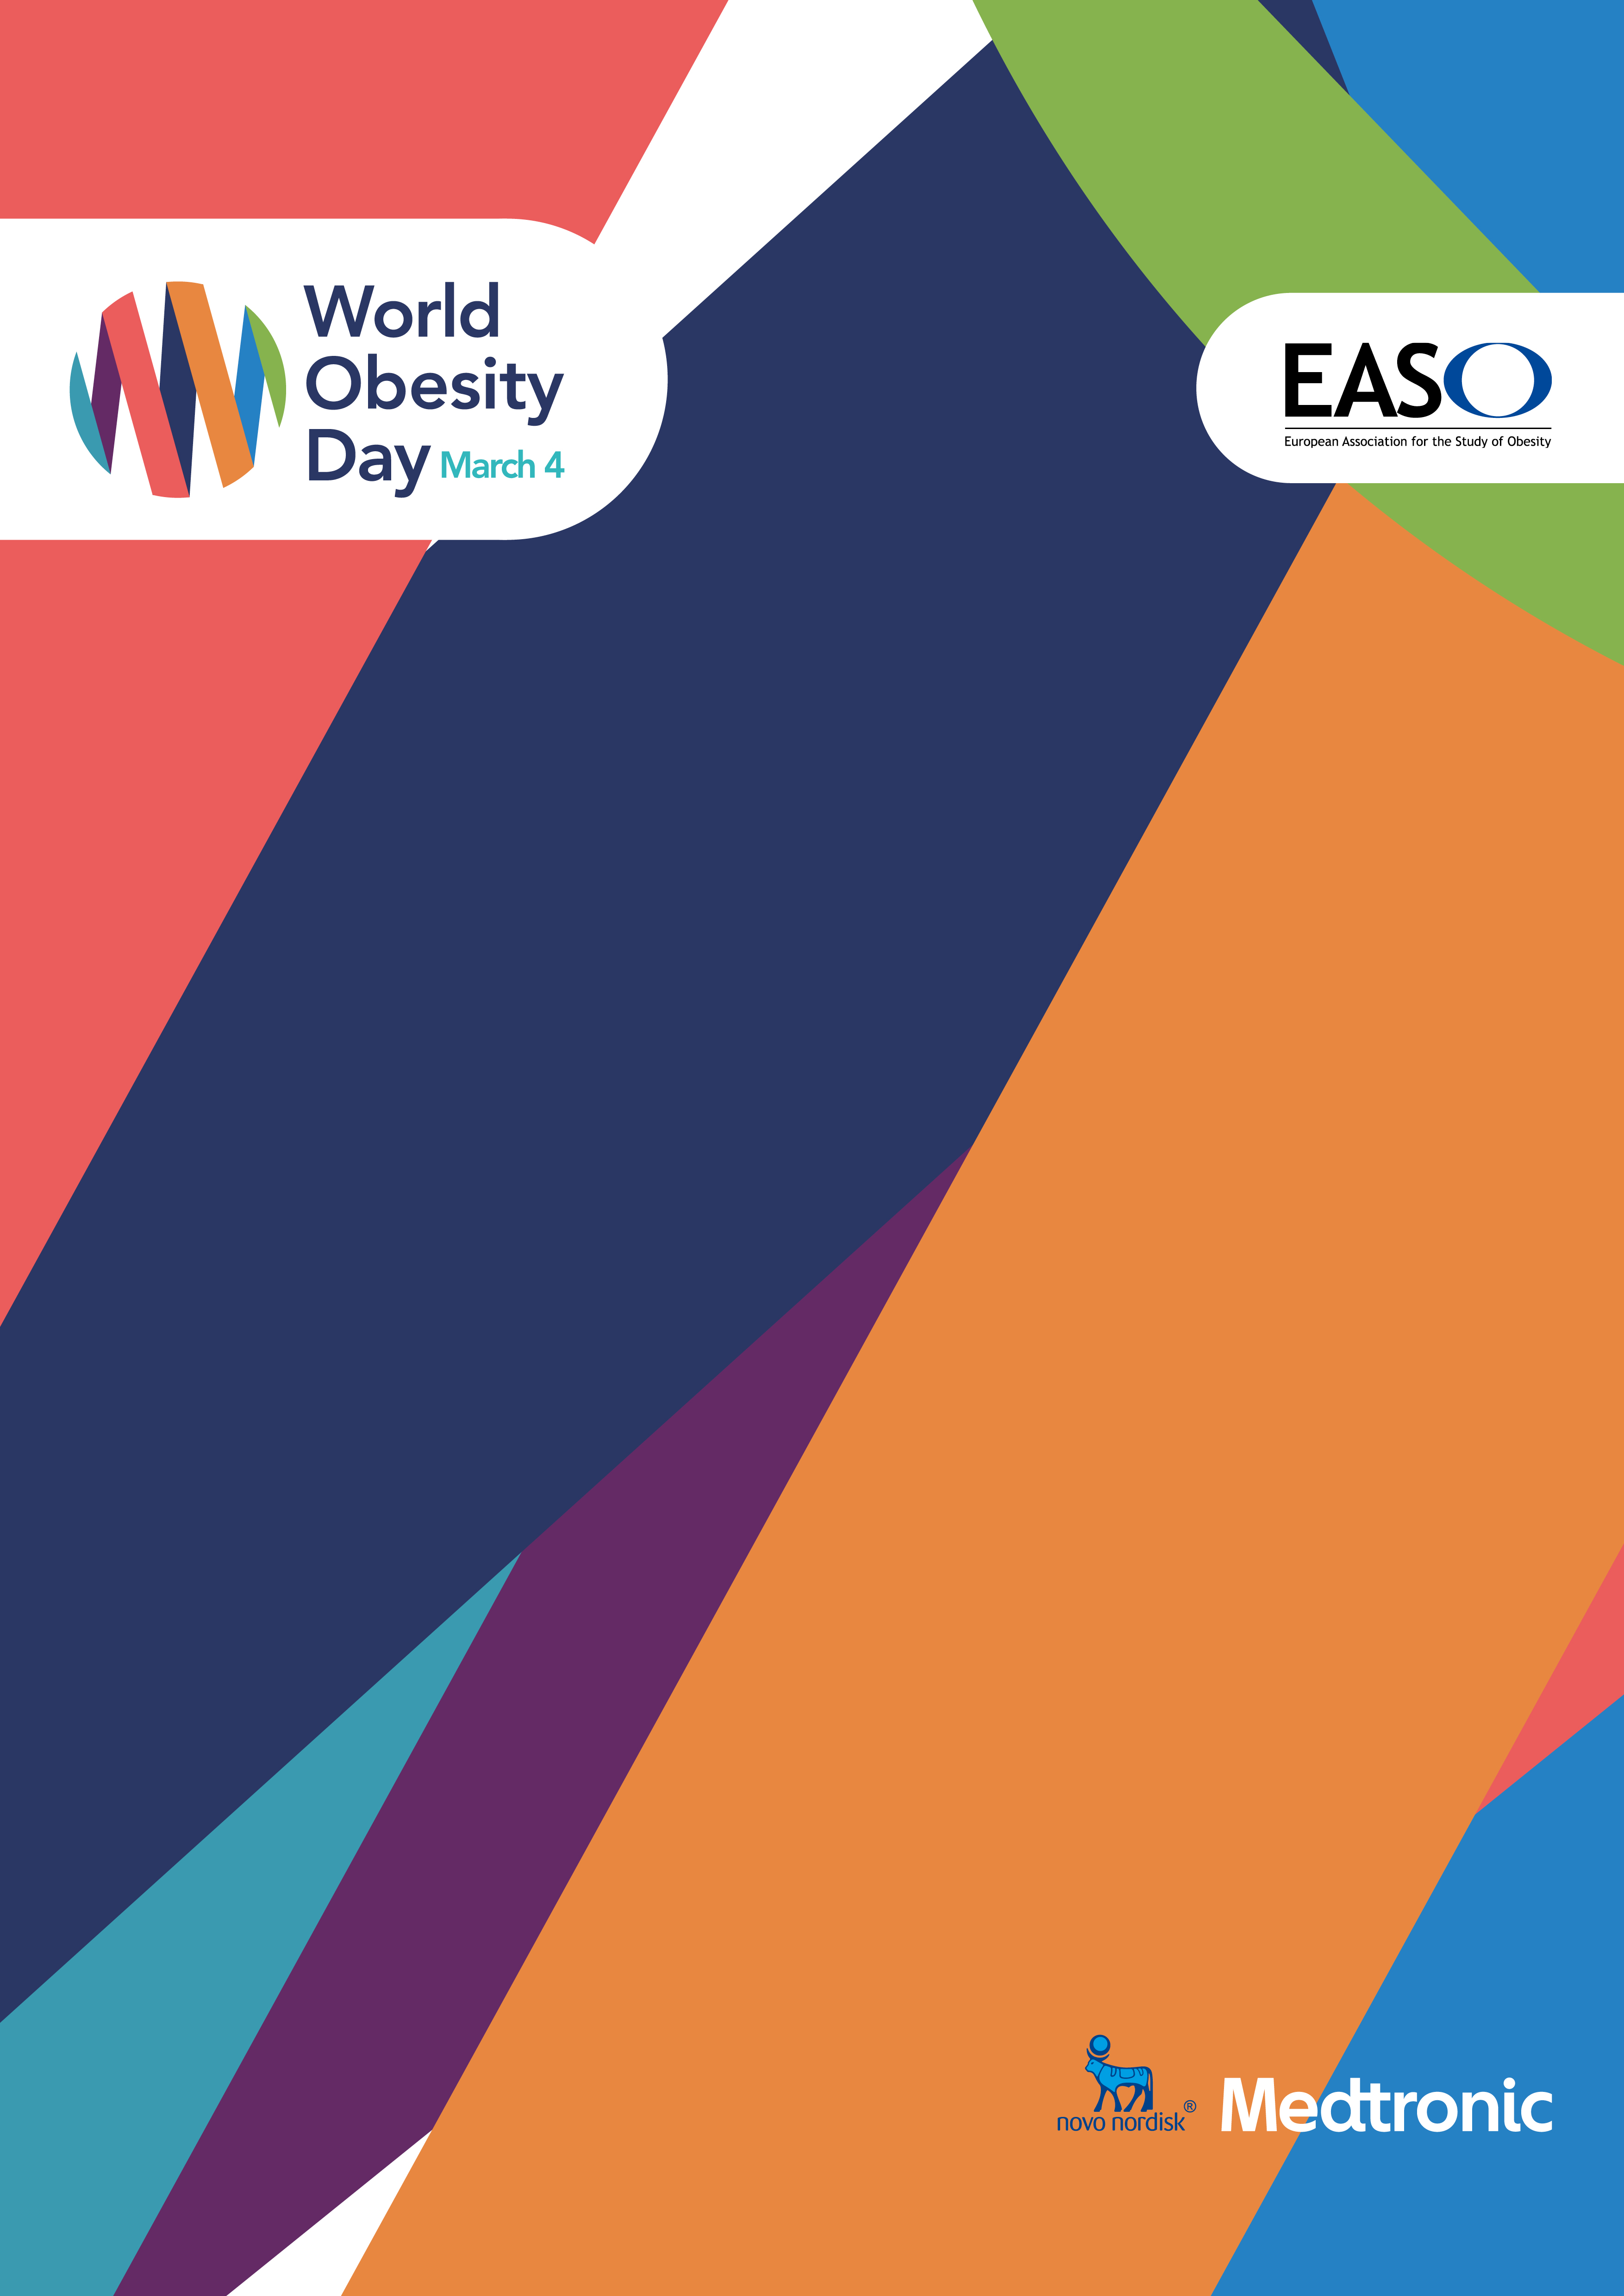 World
Obesity
Day March 4
EASO
European Association for the Study of Obesity
novo nordisk®
Medtronic